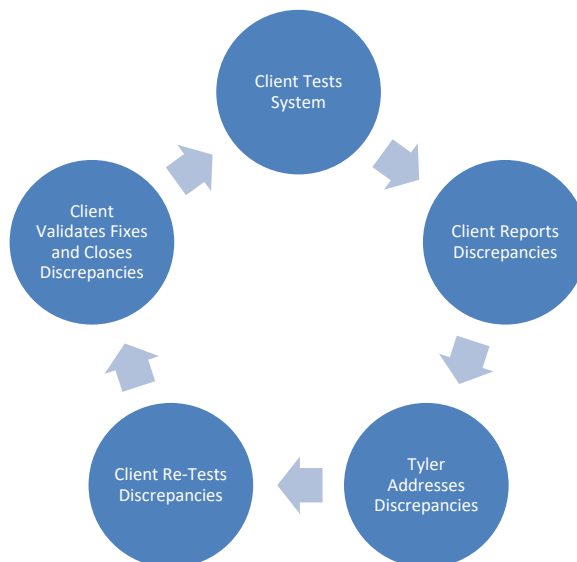 Client Tests
System
Client Reports
Discrepancies
Tyler
Addresses
Discrepancies
Client Re-Tests
Discrepancies
Client
Validates Fixes
and Closes
Discrepancies